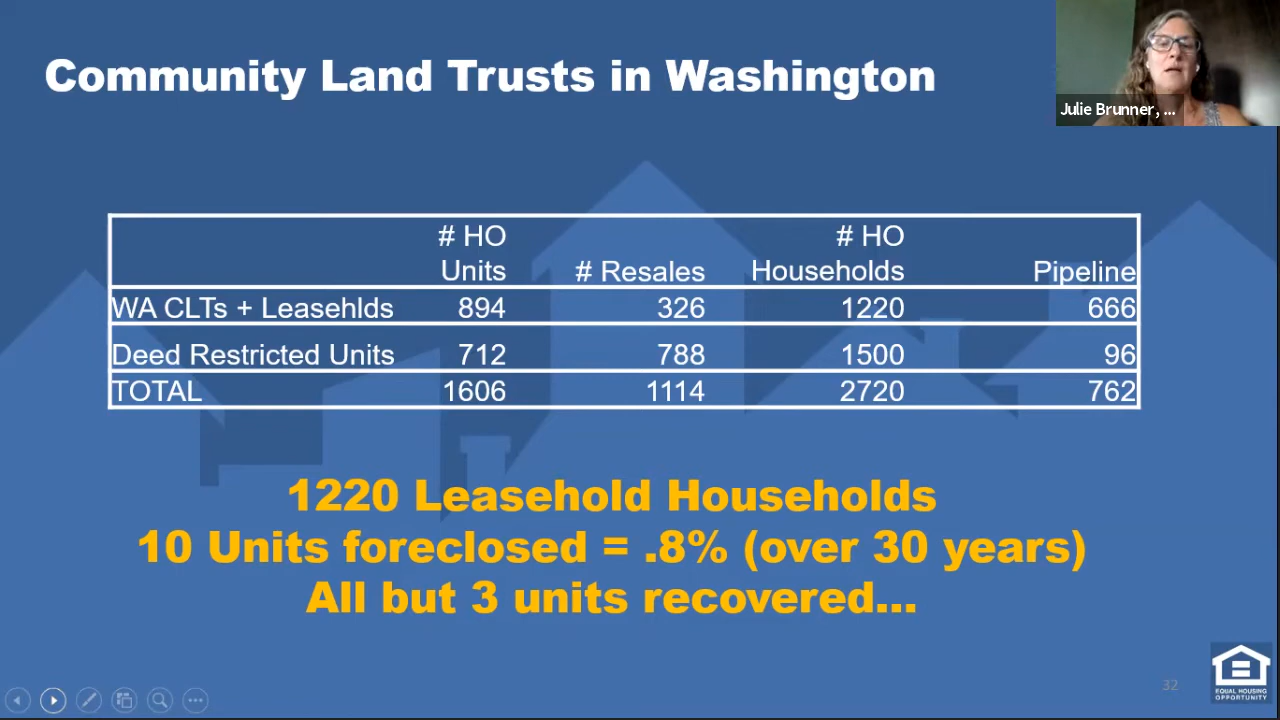 Community Land Trusts in Washington
Julie Brunner, ...
# HO
Units
# Resales
# HO
Households
Pipeline
WA CLTs + Leasehlds 894 326 1220 666
Deed Restricted Units 712 788 1500 96
TOTAL 1606 1114 2720 762
1220 Leasehold Households
10 Units foreclosed = .8% (over 30 years)
All but 3 units recovered...
32
EQUAL HOUSING
OPPORTUNITY